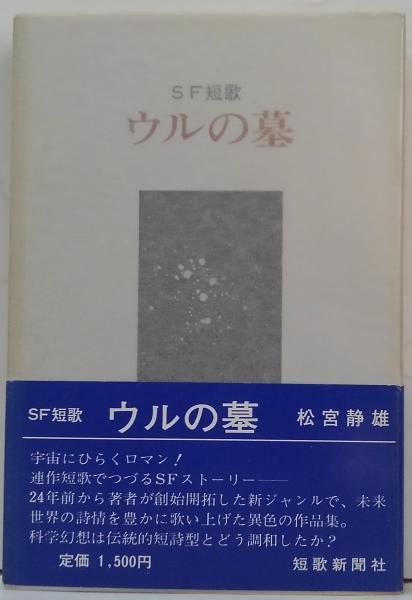 SF短歌
ウルの墓
SF短歌 ウルの墓 松宮静雄
宇宙にひらくロマン!
連作短歌でつづるSFストーリー――
24年前から著者が創始開拓した新ジャンルで、未来
世界の詩情を豊かに歌い上げた異色の作品集。
科学幻想は伝統的短詩型とどう調和したか?
定価 1,500円 短歌新聞社